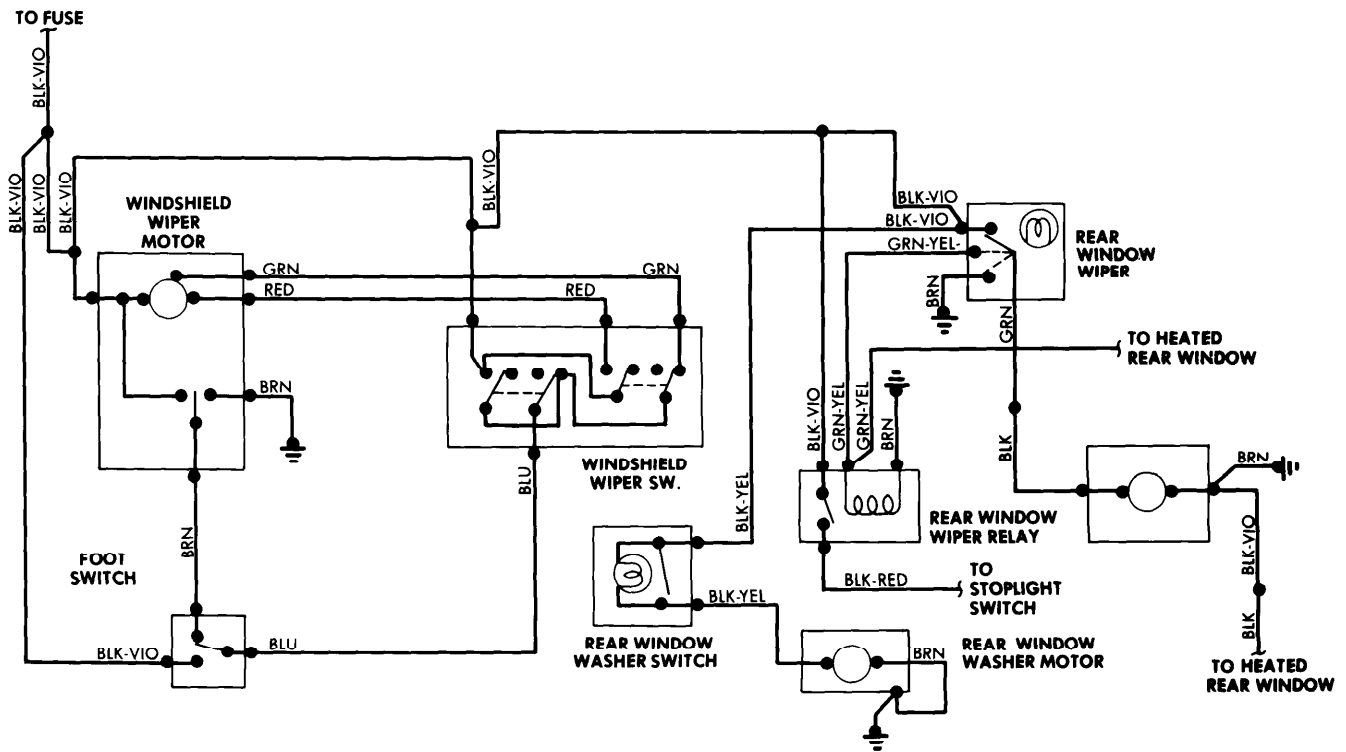 TO FUSE
BLK-VIO
BLK-VIO
BLK-VIO
BLK-VIO
WINDSHIELD
WIPER
MOTOR
GRN
GRN
RED
RED
BRN
BLK-VIO
BLK-VIO
BLK-VIO
GRN-YEL-
BRN
GRN
REAR
WINDOW
WIPER
TO HEATED
REAR WINDOW
BLK-VIO
GRN-YEL
GRN-YEL
BRN
BLK
WINDSHIELD
WIPER SW.
BLU
BLK-YEL
REAR WINDOW
WIPER RELAY
BRN
BLK-VIO
BLK
TO HEATED
REAR WINDOW
BRN
FOOT
SWITCH
BLK-VIO
BLU
BLK-RED
TO
STOPLIGHT
SWITCH
BLK-YEL
REAR WINDOW
WASHER SWITCH
BRN
REAR WINDOW
WASHER MOTOR